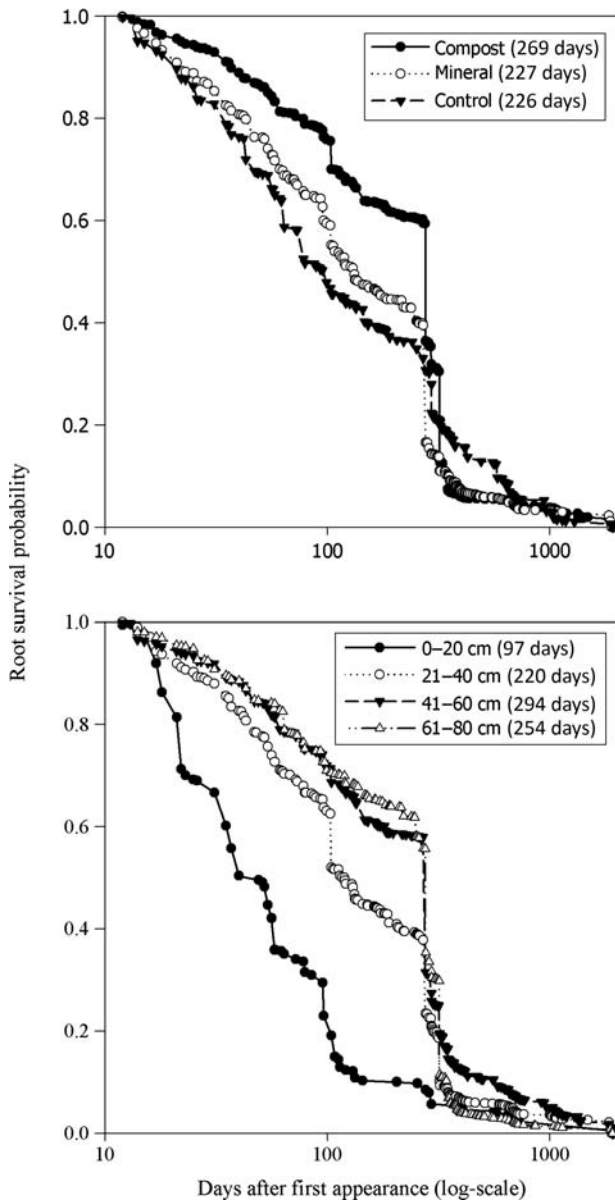 Root survival probability
1.0
0.8
0.6
0.4
0.2
0.0
Compost (269 days)
Mineral (227 days)
Control (226 days)
10
100
1000
1.0
0.8
0.6
0.4
0.2
0.0
0–20 cm (97 days)
21–40 cm (220 days)
41–60 cm (294 days)
61–80 cm (254 days)
10
100
1000
Days after first appearance (log-scale)